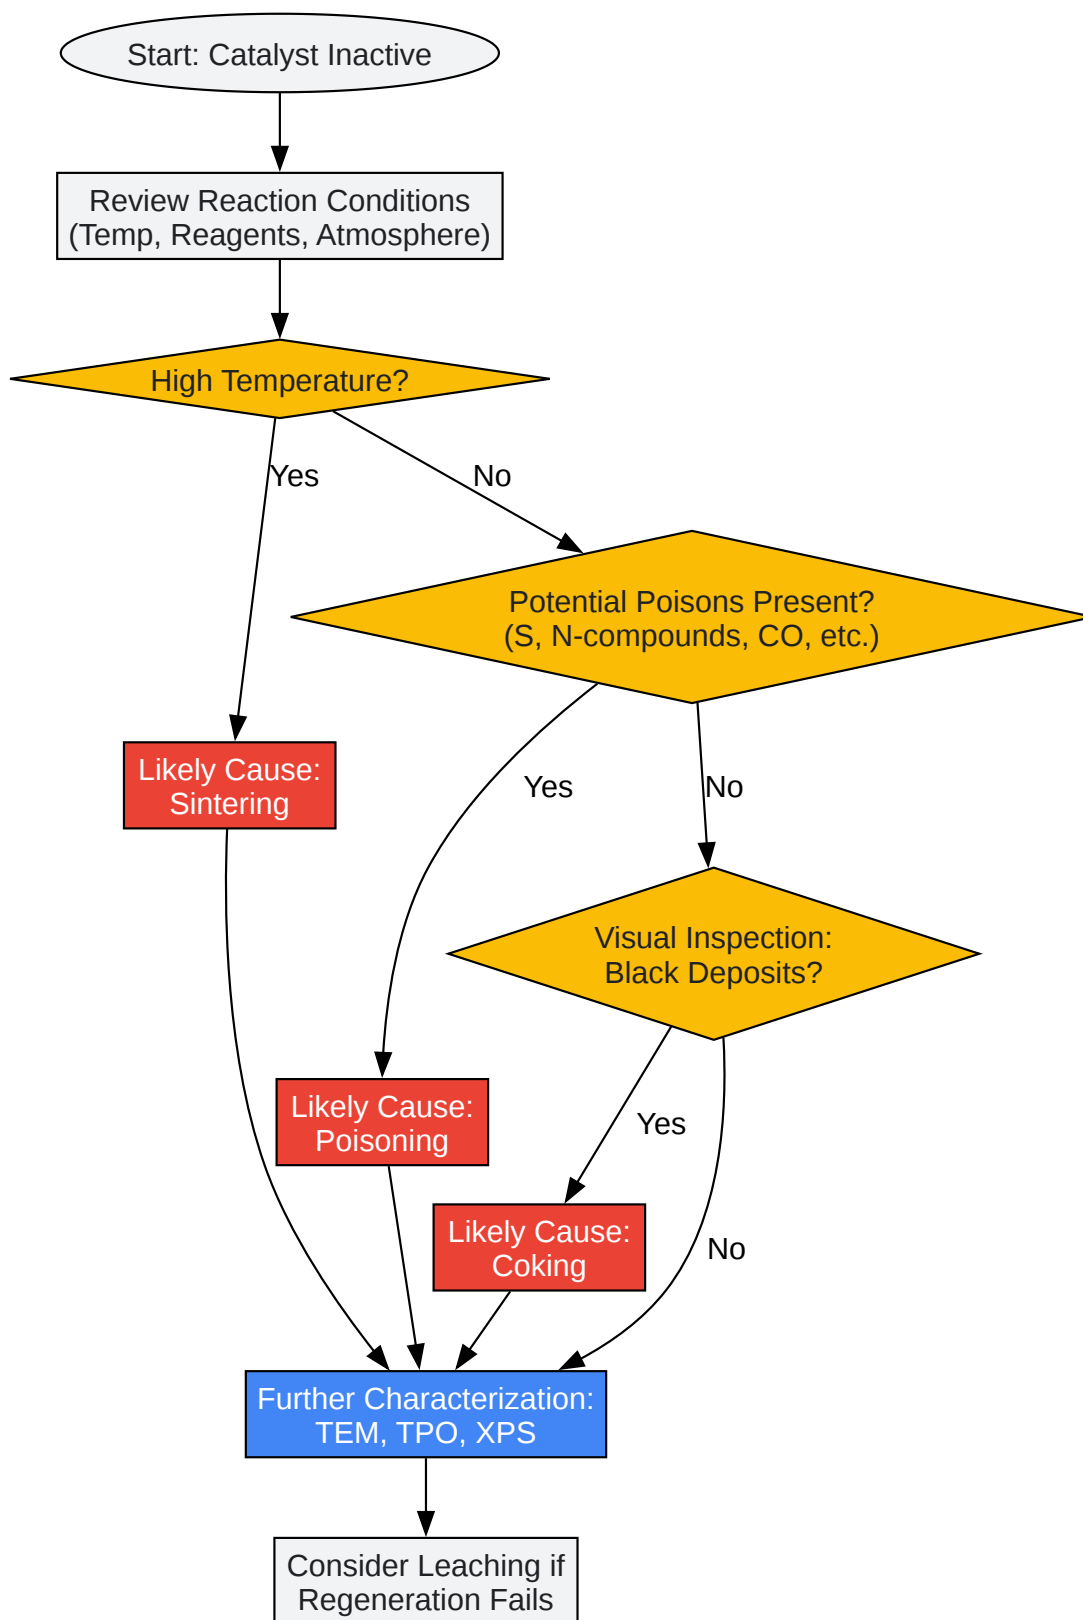 Start: Catalyst Inactive
Review Reaction Conditions
(Temp, Reagents, Atmosphere)
High Temperature?
Yes
No
Potential Poisons Present?
(S, N-compounds, CO, etc.)
Likely Cause:
Sintering
Yes
No
Visual Inspection:
Black Deposits?
Likely Cause:
Poisoning
Yes
Likely Cause:
Coking
No
Further Characterization:
TEM, TPO, XPS
Consider Leaching if
Regeneration Fails